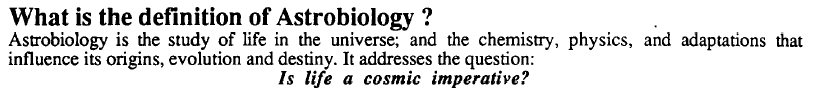 What is the definition of Astrobiology ?
Astrobiology is the study of life in the universe; and the chemistry, physics, and adaptations that
influence its origins, evolution and destiny. It addresses the question:
Is life a cosmic imperative?